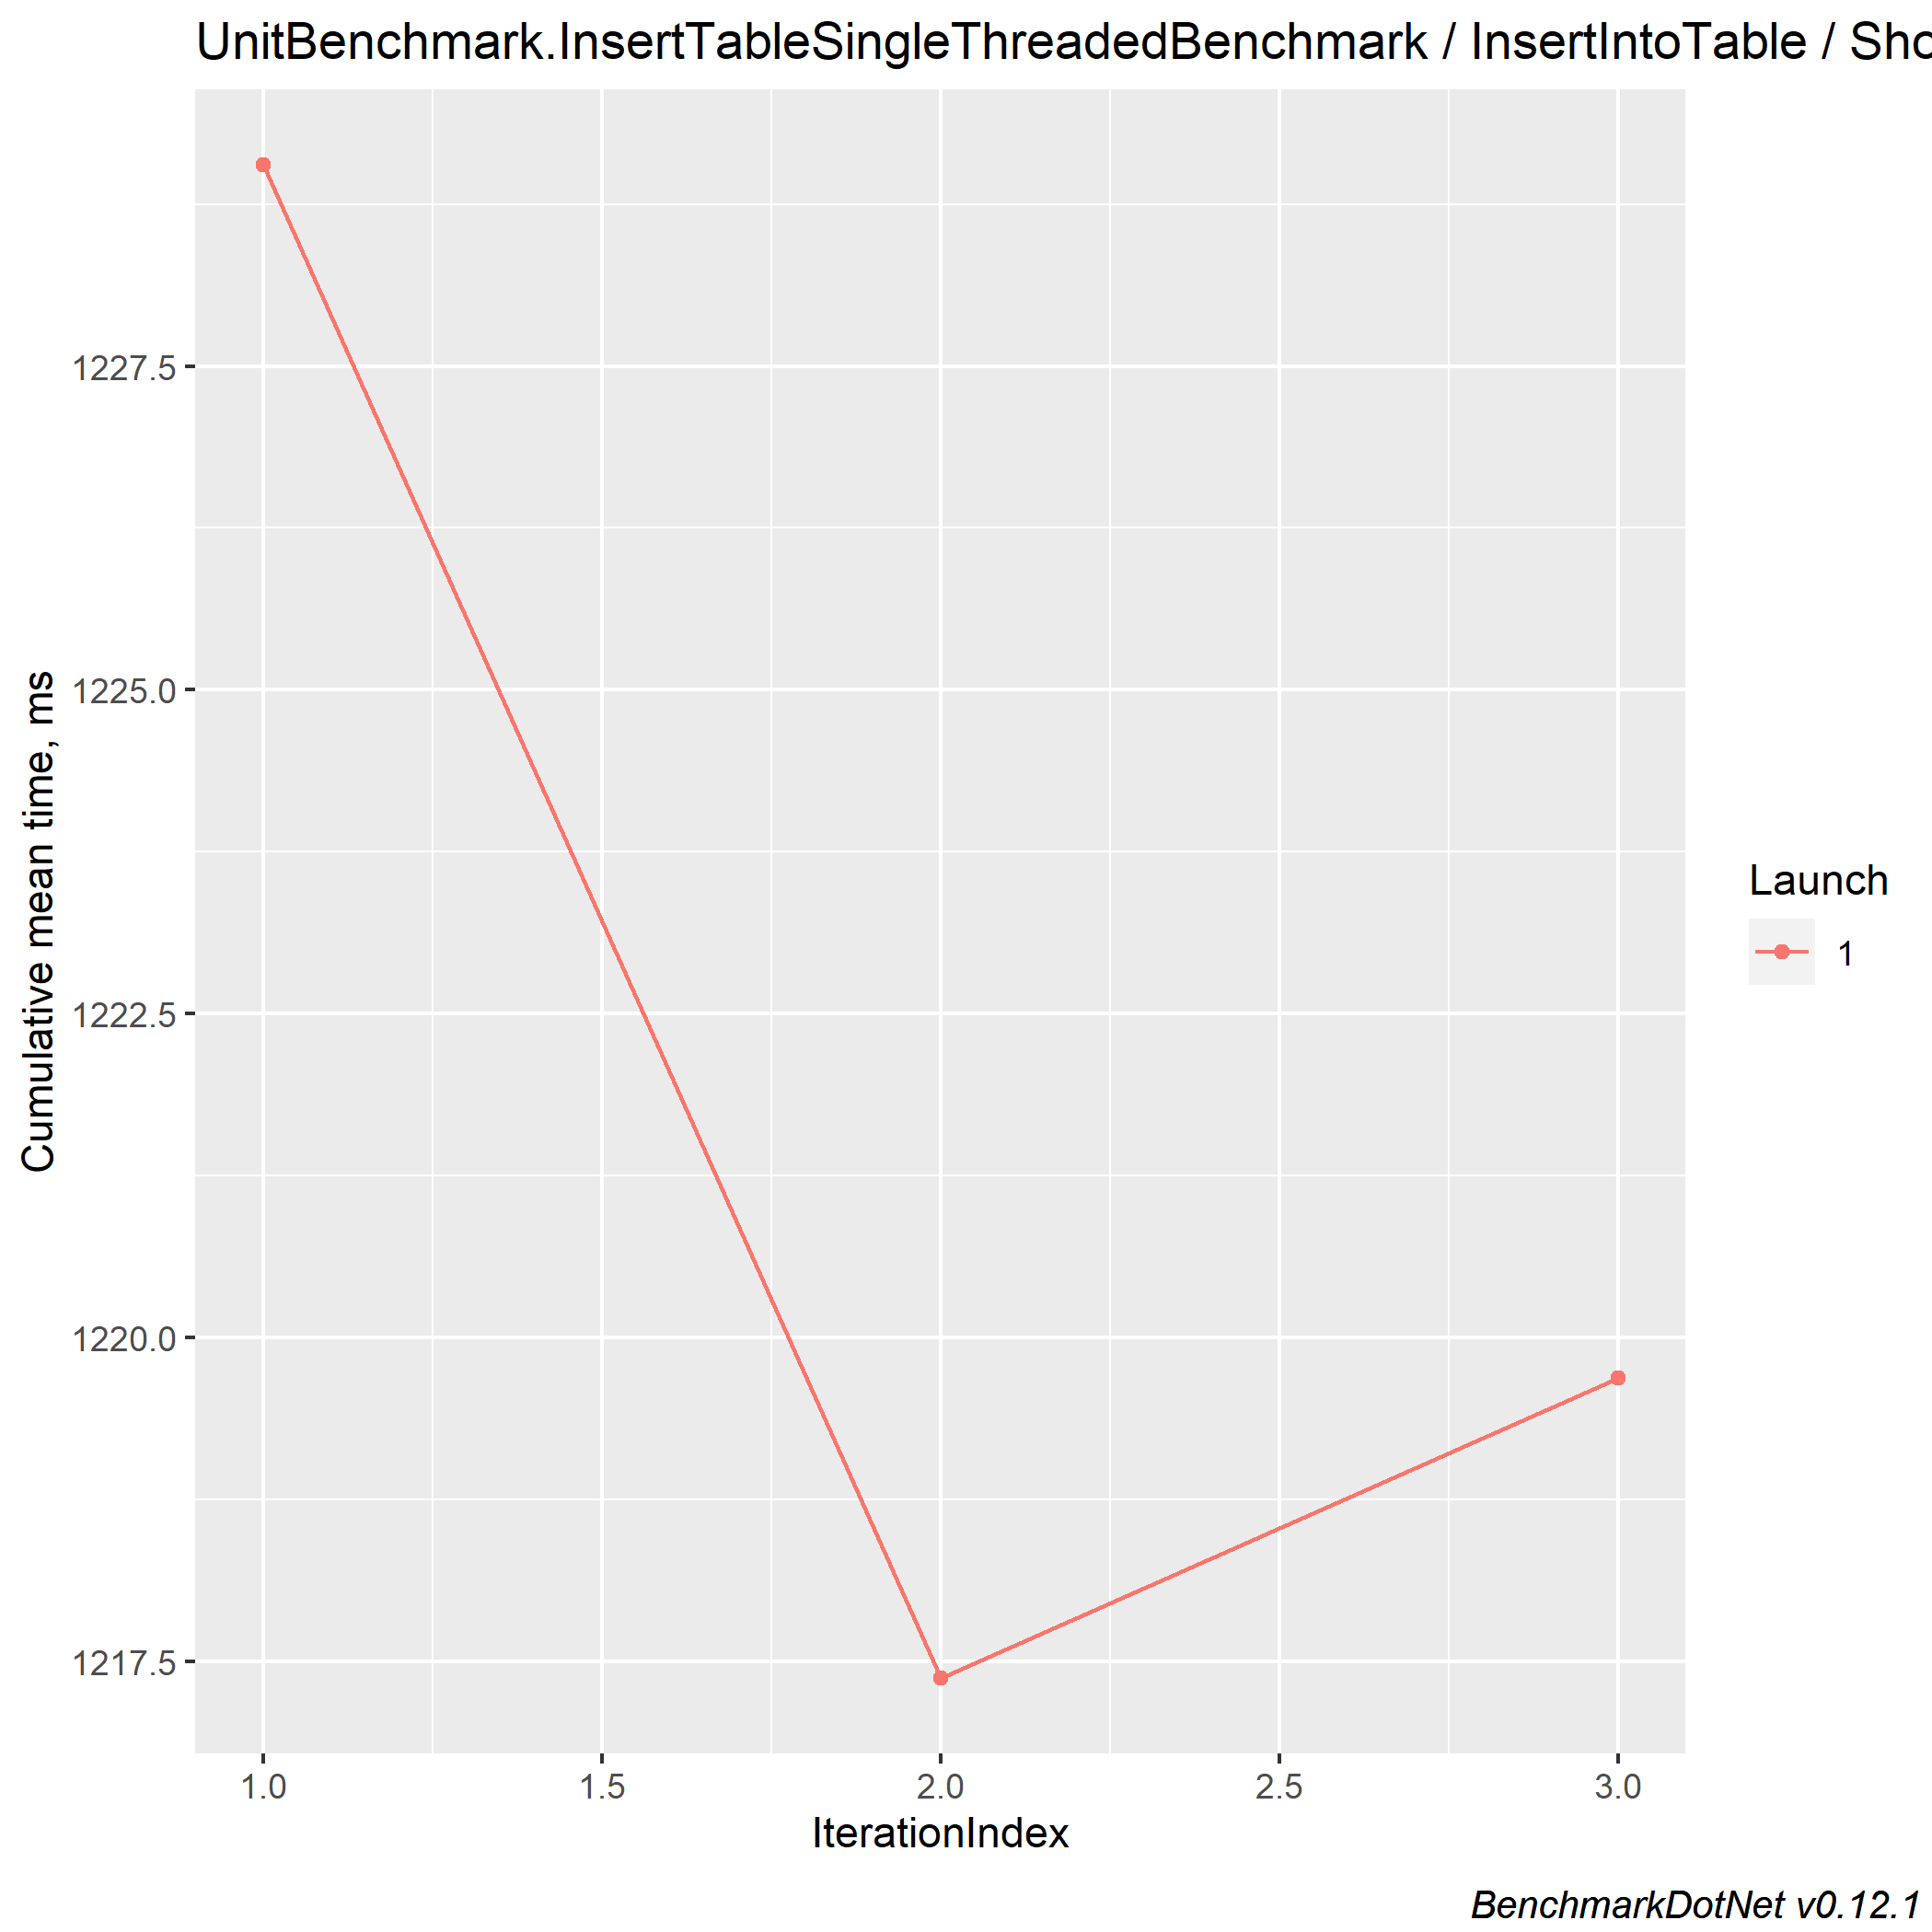 UnitBenchmark.InsertTableSingleThreadedBenchmark / InsertIntoTable / Sho
1227.5
1225.0
1222.5
1220.0
1217.5
Cumulative mean time, ms
1.0 1.5 2.0 2.5 3.0
IterationIndex
Launch
1
BenchmarkDotNet v0.12.1